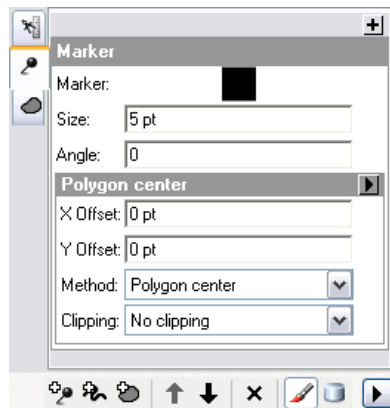 Marker
Marker:
Size: 5 pt
Angle: 0
Polygon center
X Offset: 0 pt
Y Offset: 0 pt
Method: Polygon center
Clipping: No clipping